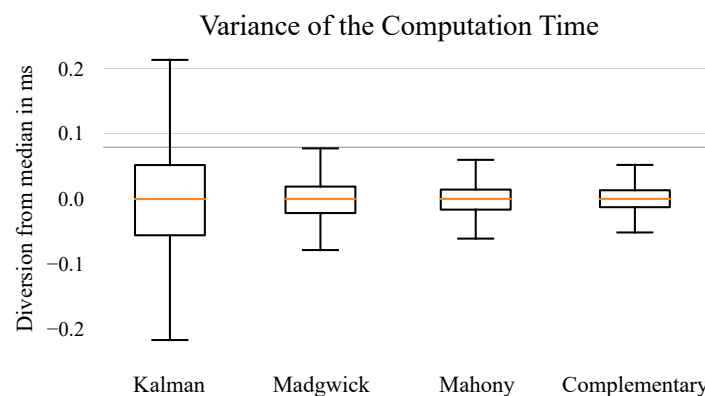 Variance of the Computation Time
Diversion from median in ms
0.2
0.1
0.0
−0.1
−0.2
Kalman Madgwick Mahony Complementary